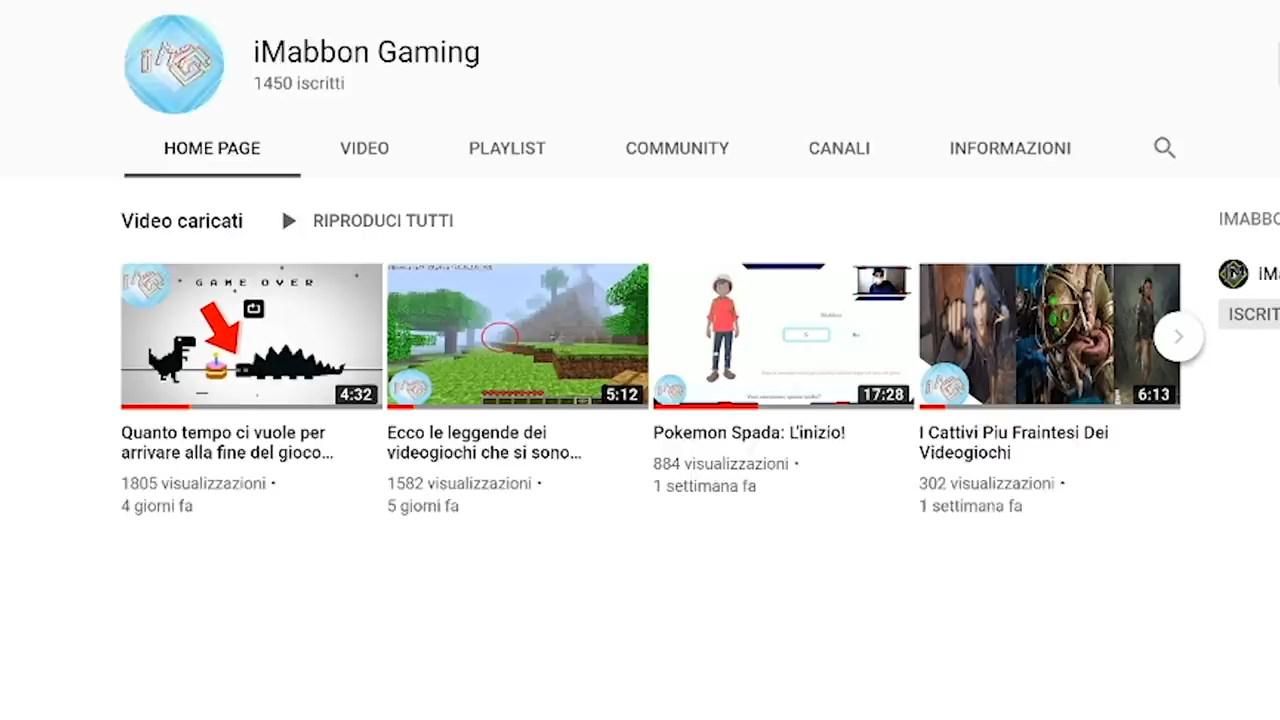 iMabbon Gaming
1450 iscritti
HOME PAGE
VIDEO
PLAYLIST
COMMUNITY
CANALI
INFORMAZIONI
Video caricati
RIPRODUCI TUTTI
IMABBO
GAME OVER
iMa
ISCRIT
4:32
5:12
17:28
6:13
Quanto tempo ci vuole per
arrivare alla fine del gioco...
1805 visualizzazioni •
4 giorni fa
Ecco le leggende dei
videogiochi che si sono...
1582 visualizzazioni •
5 giorni fa
Pokemon Spada: L'inizio!
884 visualizzazioni •
1 settimana fa
I Cattivi Piu Fraintesi Dei
Videogiochi
302 visualizzazioni •
1 settimana fa